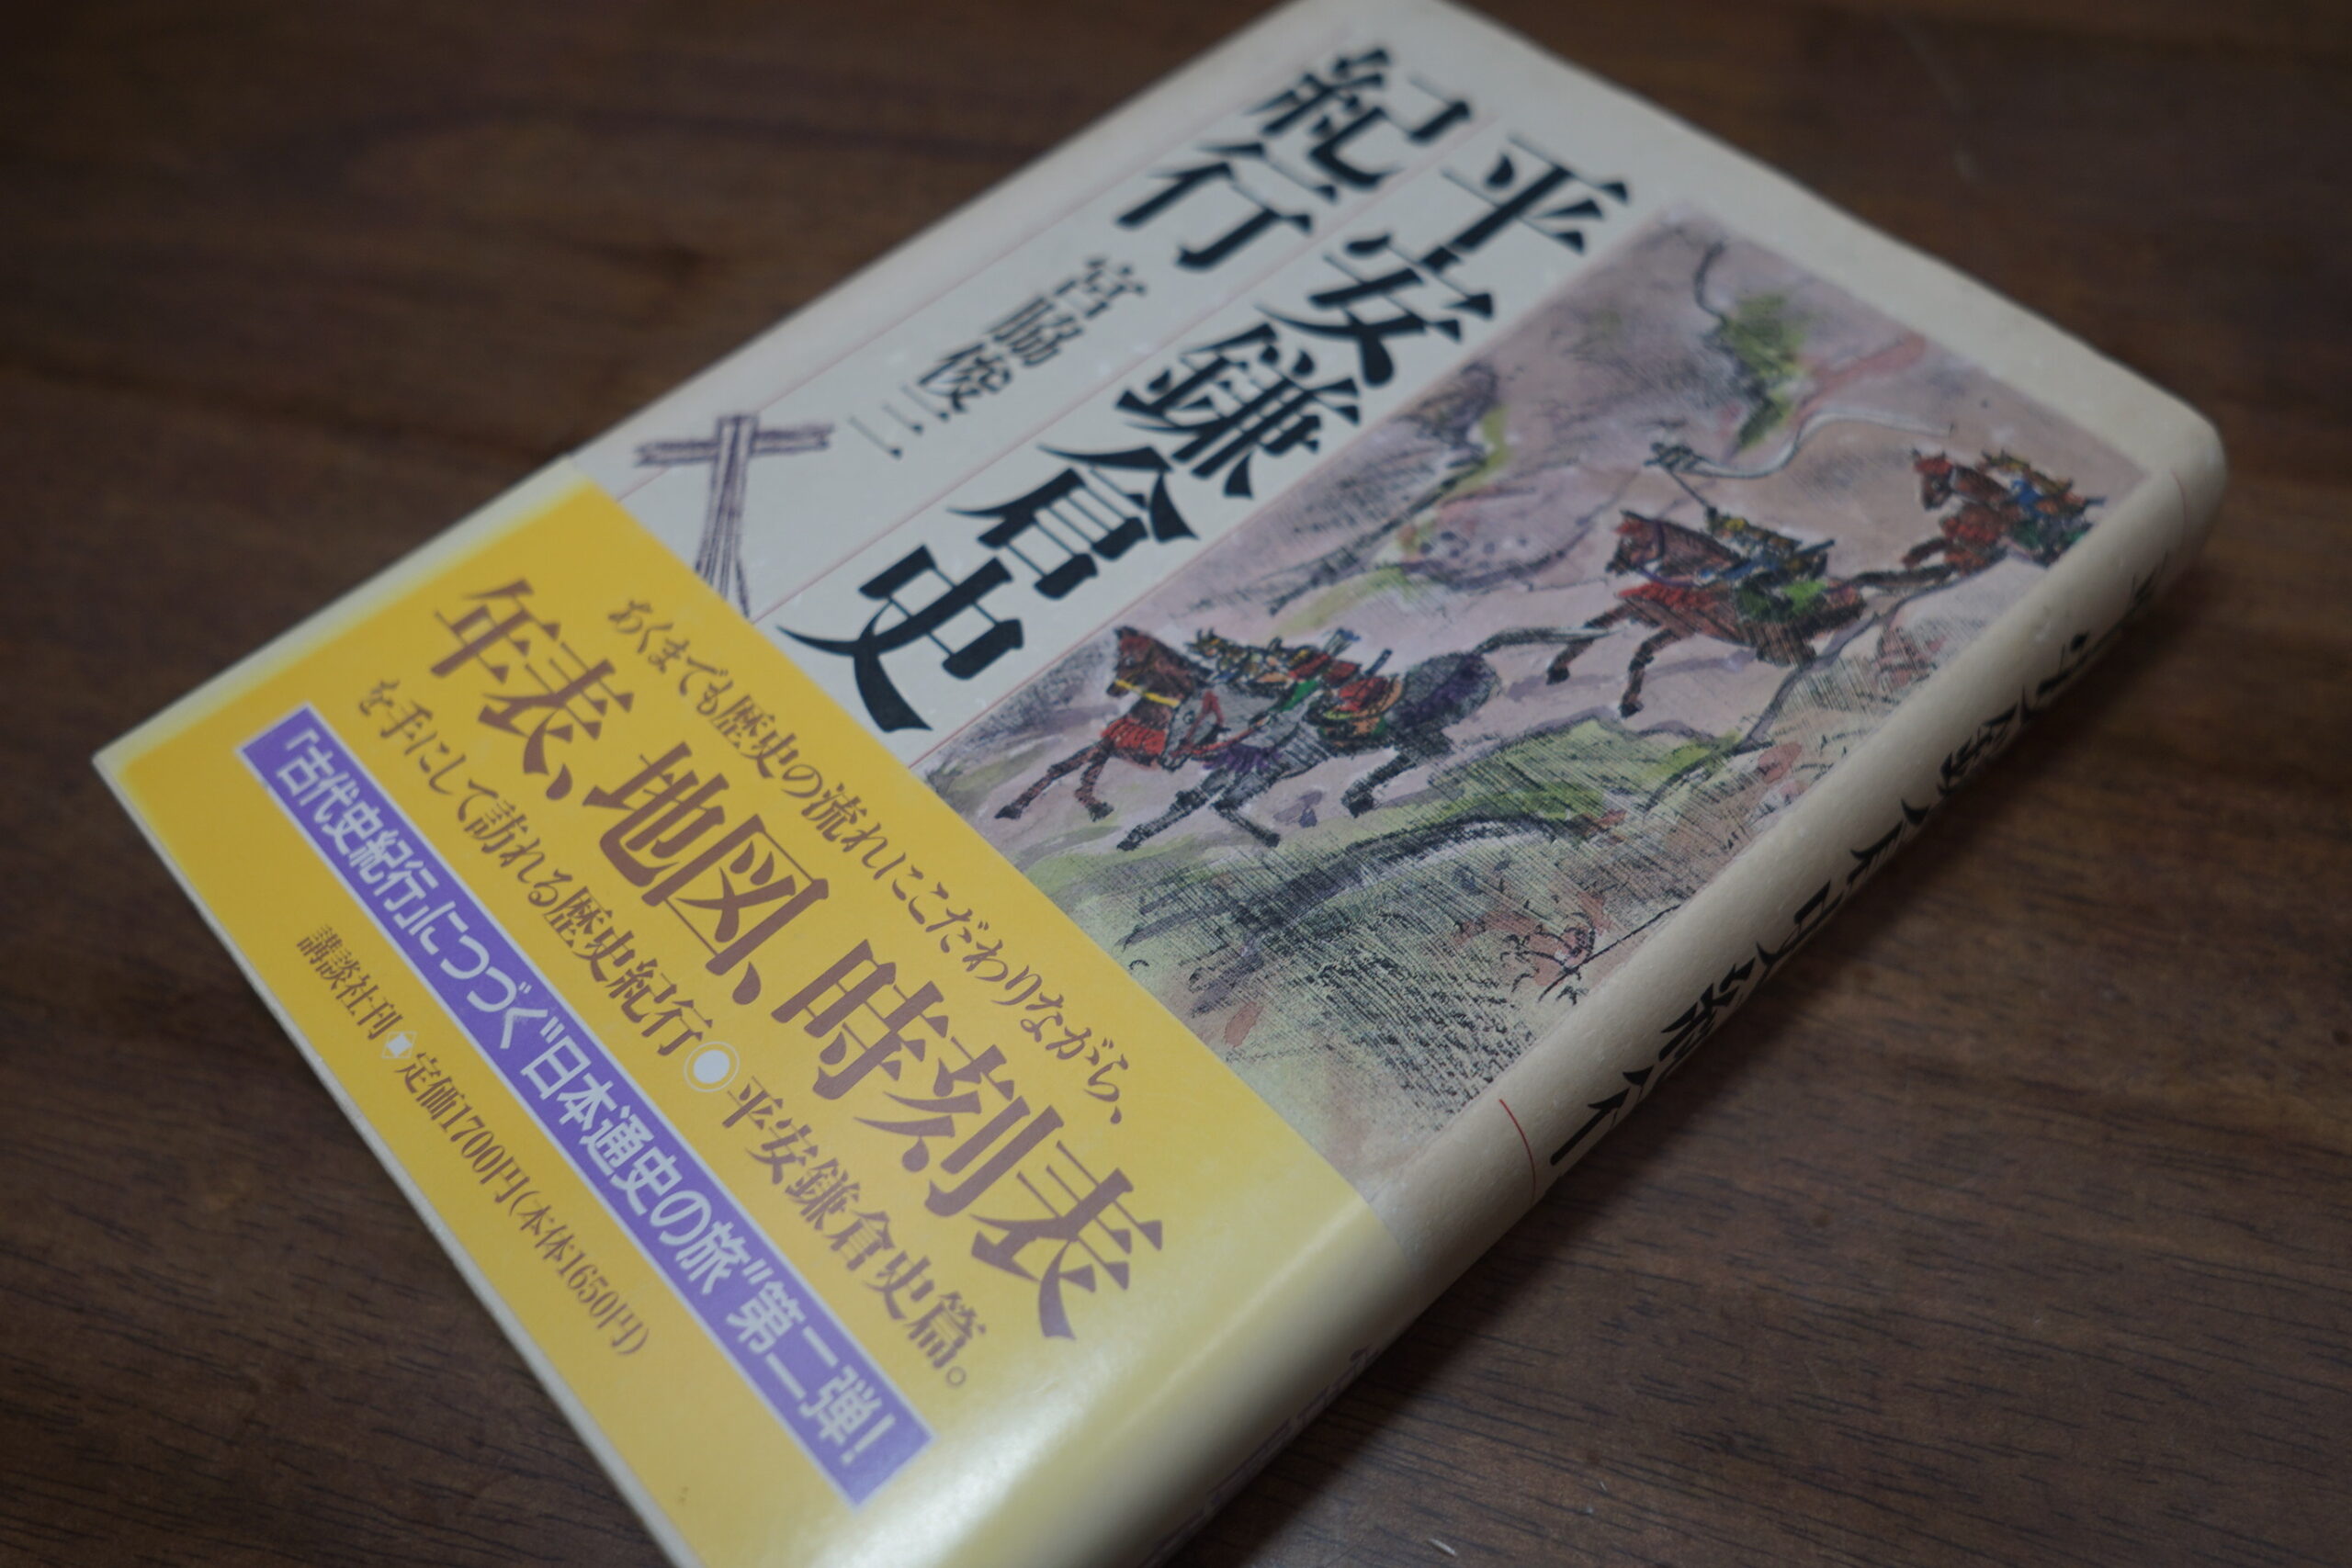 平安鎌倉史
紀行
宮脇俊三
あくまでも歴史の流れにこだわりながら、
年表、地図、時刻表
を手にして訪れる歴史紀行◉平安鎌倉史篇。
『古代史紀行』につづく"日本通史の旅"第二弾!
講談社刊 定価1700円(本体1650円)